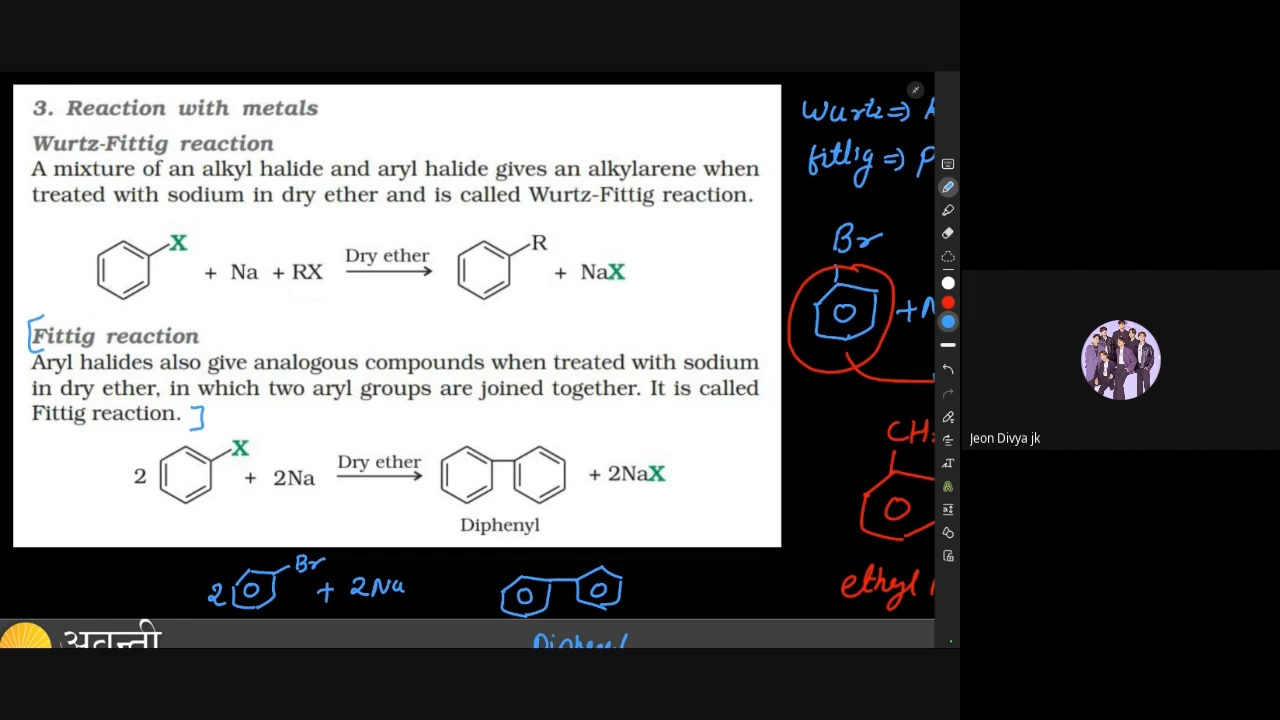 3. Reaction with metals
Wurtz-Fittig reaction
A mixture of an alkyl halide and aryl halide gives an alkylarene when
treated with sodium in dry ether and is called Wurtz-Fittig reaction.
X
+ Na + RX
Dry ether
R
+ NaX
Fittig reaction
Aryl halides also give analogous compounds when treated with sodium
in dry ether, in which two aryl groups are joined together. It is called
Fittig reaction.
2
X
+ 2Na
Dry ether
+ 2NaX
Diphenyl
2
Br
+ 2Na
Diphenyl
अवन्ती
Wurtz ⇒
fittig ⇒ P
Br
+ N
CH
ethyl
Jeon Divya jk